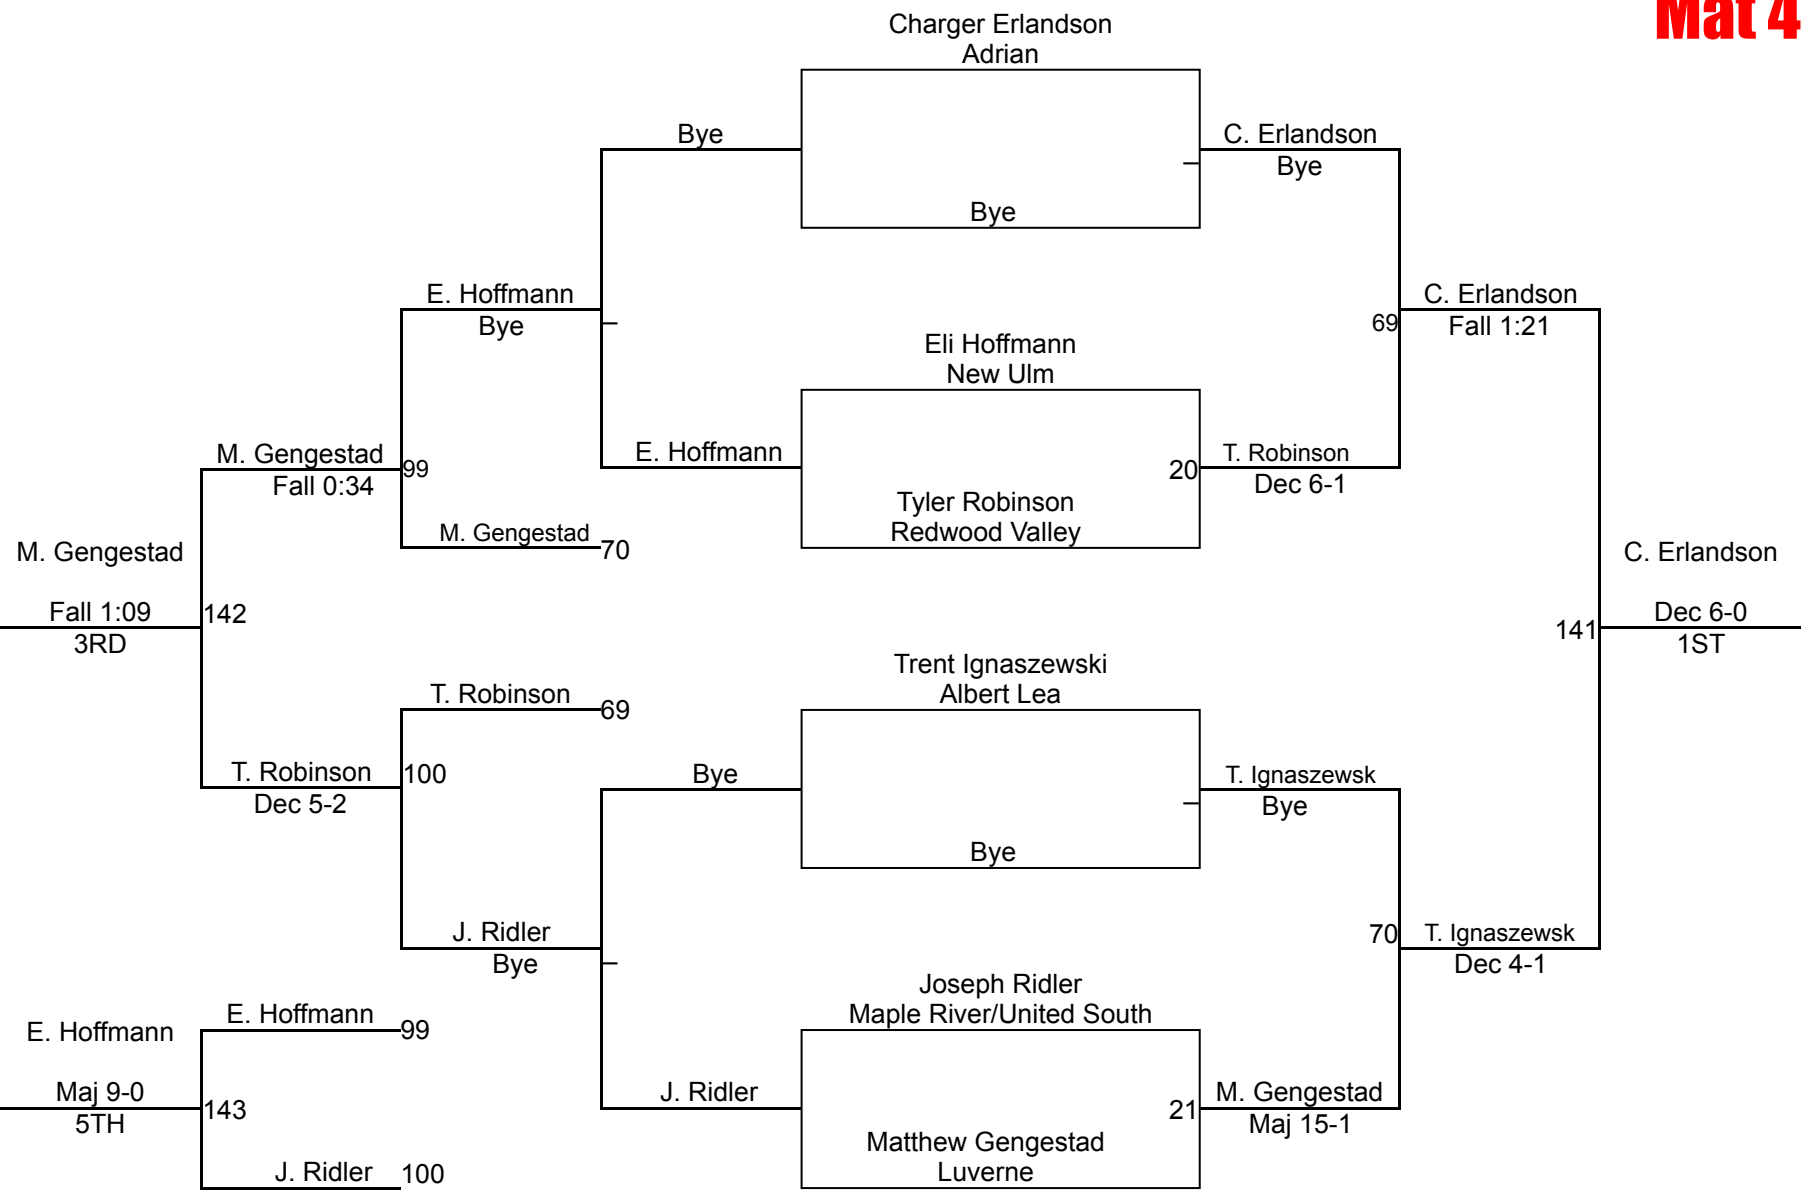 Mat 4
Charger Erlandson
Adrian
Bye
C. Erlandson
Bye
Bye
E. Hoffmann
Bye
C. Erlandson
69
Fall 1:21
Eli Hoffmann
New Ulm
M. Gengestad
99
Fall 0:34
E. Hoffmann
20
T. Robinson
Dec 6-1
Tyler Robinson
Redwood Valley
M. Gengestad
70
M. Gengestad
Fall 1:09
3RD
142
C. Erlandson
141
Dec 6-0
1ST
Trent Ignaszewski
Albert Lea
T. Robinson
69
T. Robinson
100
Dec 5-2
Bye
T. Ignaszewsk
Bye
Bye
J. Ridler
Bye
70
T. Ignaszewsk
Dec 4-1
Joseph Ridler
Maple River/United South
E. Hoffmann
E. Hoffmann
99
Maj 9-0
5TH
143
J. Ridler
21
M. Gengestad
Maj 15-1
Matthew Gengestad
Luverne
J. Ridler
100